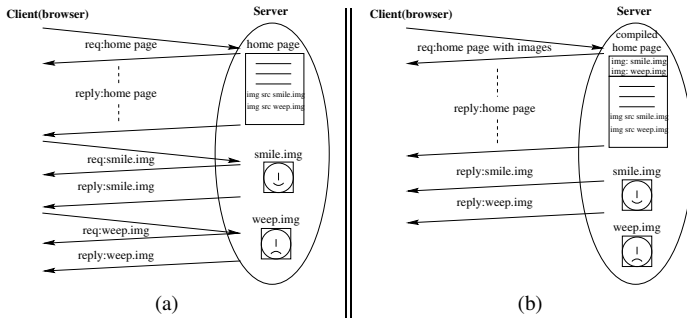 Client(browser)
Server
req:home page
home page
reply:home page
img src smile.img
img src weep.img
smile.img
req:smile.img
reply:smile.img
weep.img
req:weep.img
reply:weep.img
(a)
Client(browser)
Server
compiled
home page
req:home page with images
img: smile.img
img: weep.img
reply:home page
img src smile.img
img src weep.img
reply:smile.img
smile.img
reply:weep.img
weep.img
(b)